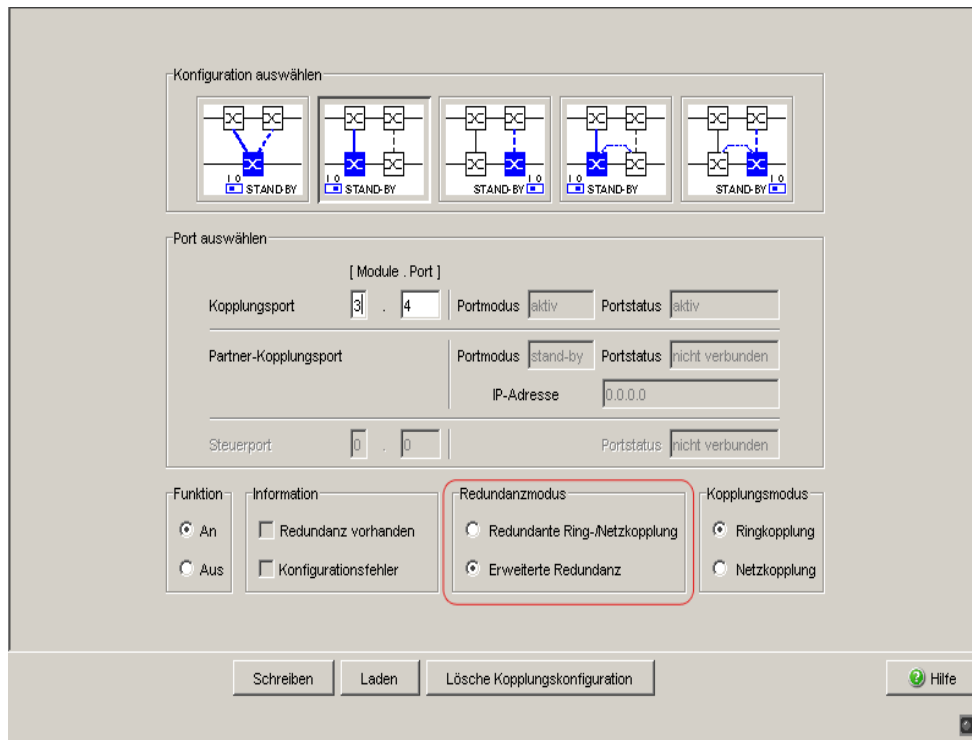 Konfiguration auswählen
I 0
STAND-BY
I 0
STAND-BY
I 0
STAND-BY
I 0
STAND-BY
I 0
STAND-BY
Port auswählen
[ Module . Port ]
Kopplungsport 3 . 4 Portmodus aktiv Portstatus aktiv
Partner-Kopplungsport Portmodus stand-by Portstatus nicht verbunden
IP-Adresse 0.0.0.0
Steuerport 0 . 0 Portstatus nicht verbunden
Funktion Information Redundanzmodus Kopplungsmodus
An Redundanz vorhanden Redundante Ring-/Netzkopplung Ringkopplung
Aus Konfigurationsfehler Erweiterte Redundanz Netzkopplung
Schreiben Laden Lösche Kopplungskonfiguration Hilfe